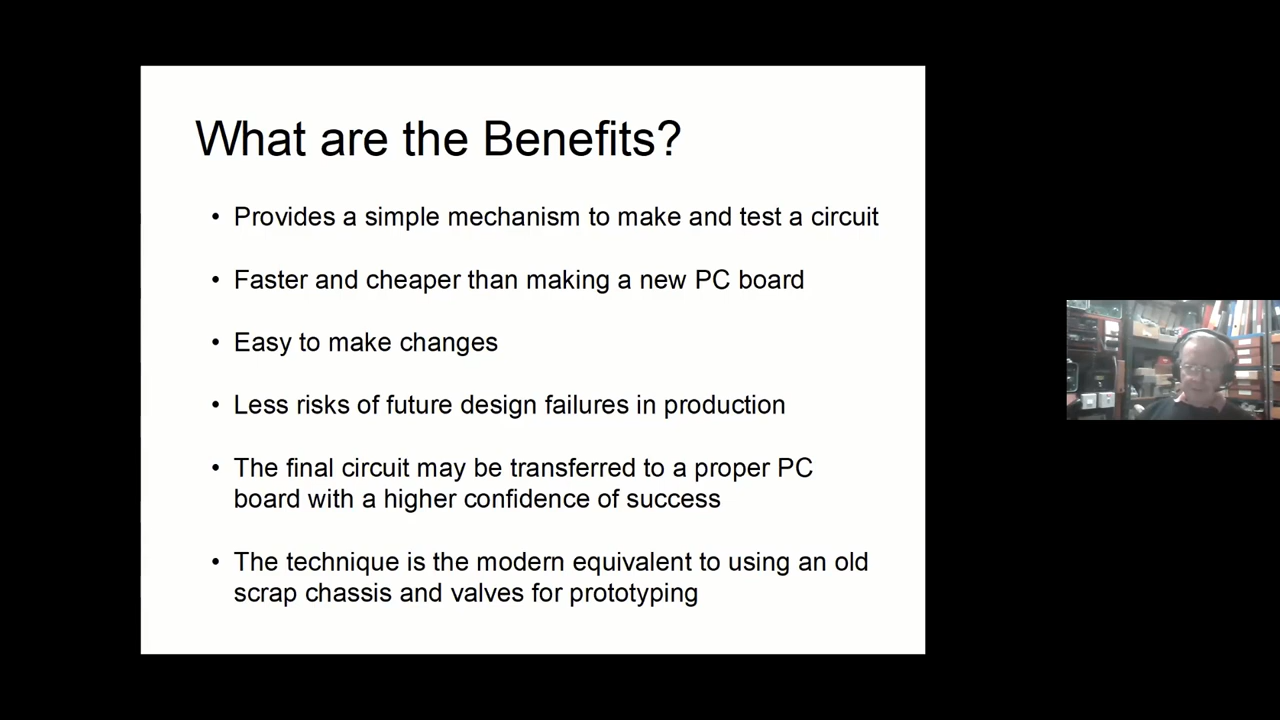 What are the Benefits?
• Provides a simple mechanism to make and test a circuit
• Faster and cheaper than making a new PC board
• Easy to make changes
• Less risks of future design failures in production
• The final circuit may be transferred to a proper PC
board with a higher confidence of success
• The technique is the modern equivalent to using an old
scrap chassis and valves for prototyping